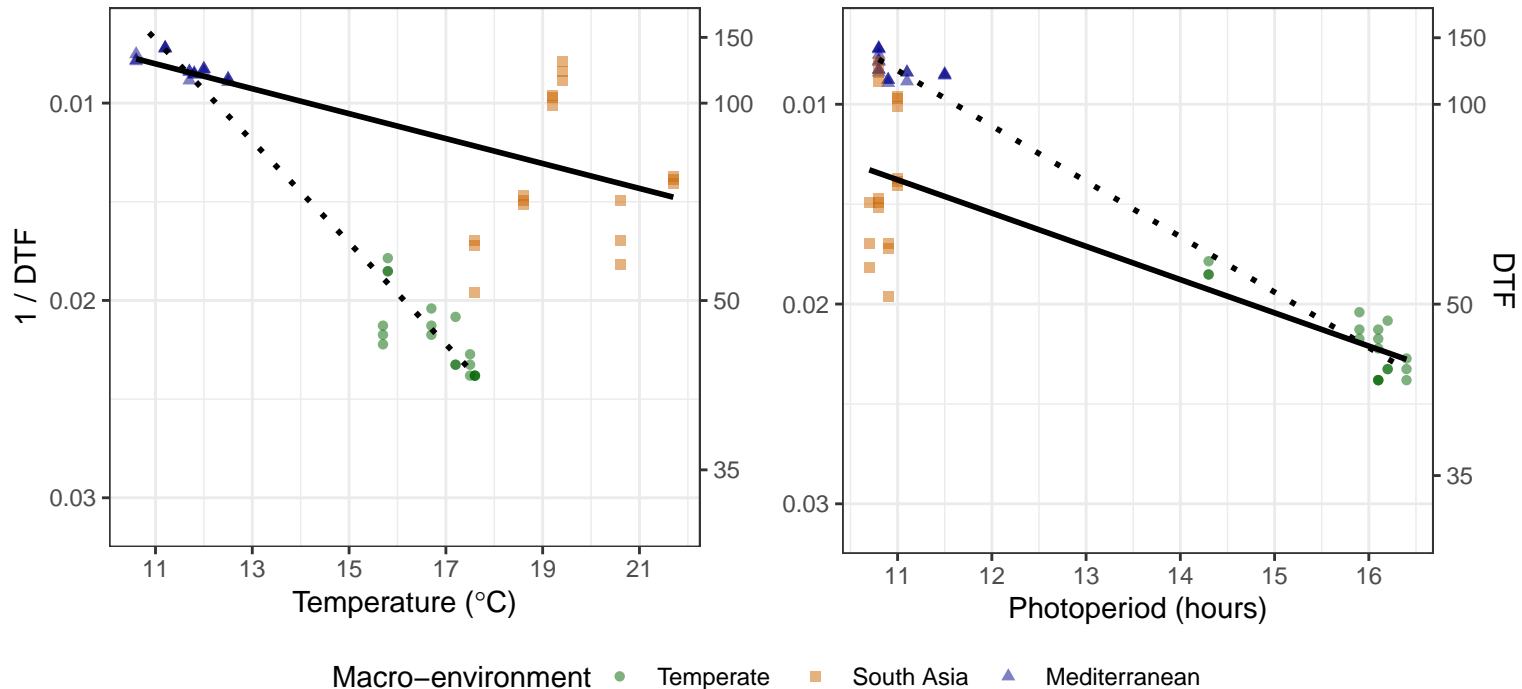 1 / DTF
0.01
0.02
0.03
150
100
50
35
11 13 15 17 19 21
Temperature (°C)
0.01
0.02
0.03
150
100
50
35
DTF
11 12 13 14 15 16
Photoperiod (hours)
Macro−environment Temperate South Asia Mediterranean